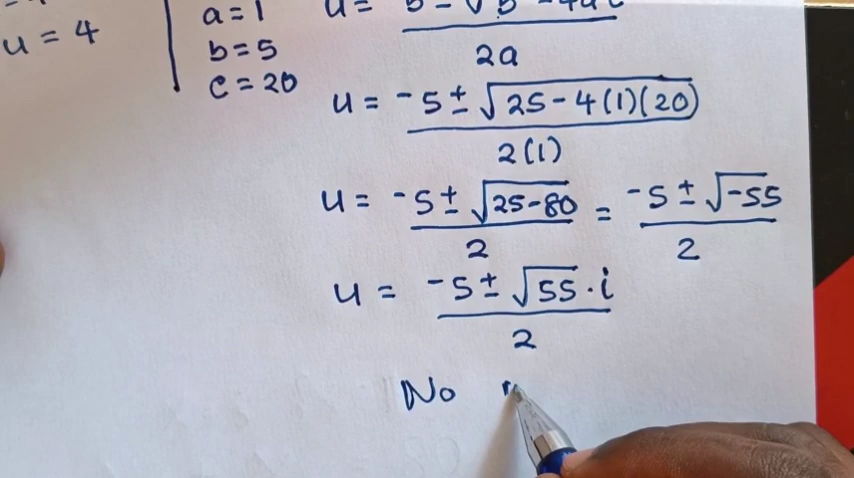 u = 4
a = 1
b = 5
c = 20
2a
u = -5 ± √25 - 4(1)(20)
2(1)
u = -5 ± √25-80 = -5 ± √-55
2 2
u = -5 ± √55 · i
2
No